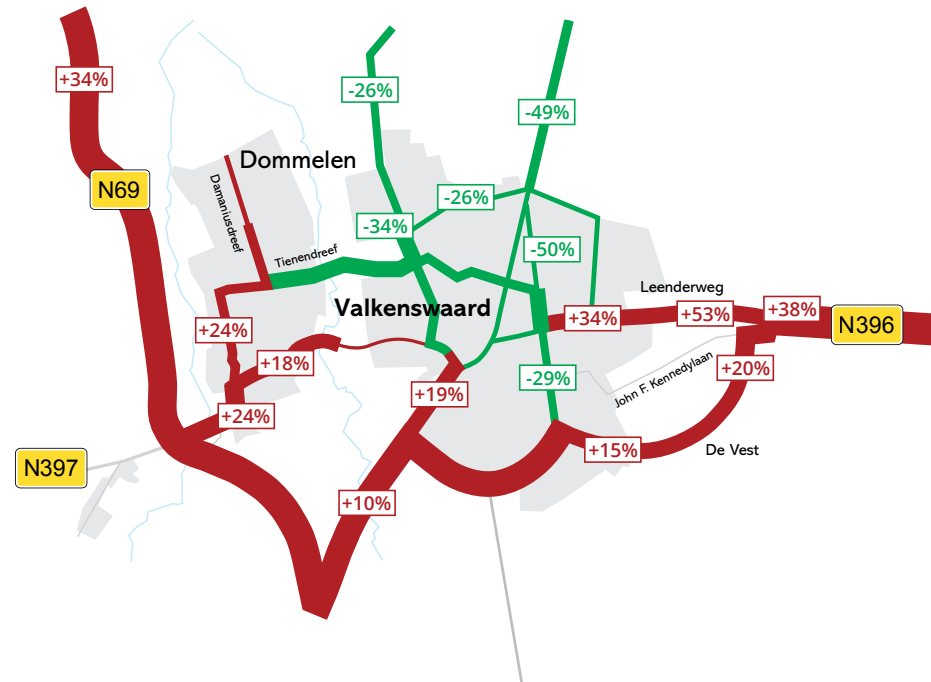 +34%
-26%
-49%
Dommelen
N69
-26%
Damaniusdreef
-34%
-50%
Tienendreef
Leenderweg
Valkenswaard
+34%
+53%
+38%
N396
+24%
+18%
John F. Kennedylaan
+20%
-29%
+19%
+24%
De Vest
+15%
N397
+10%